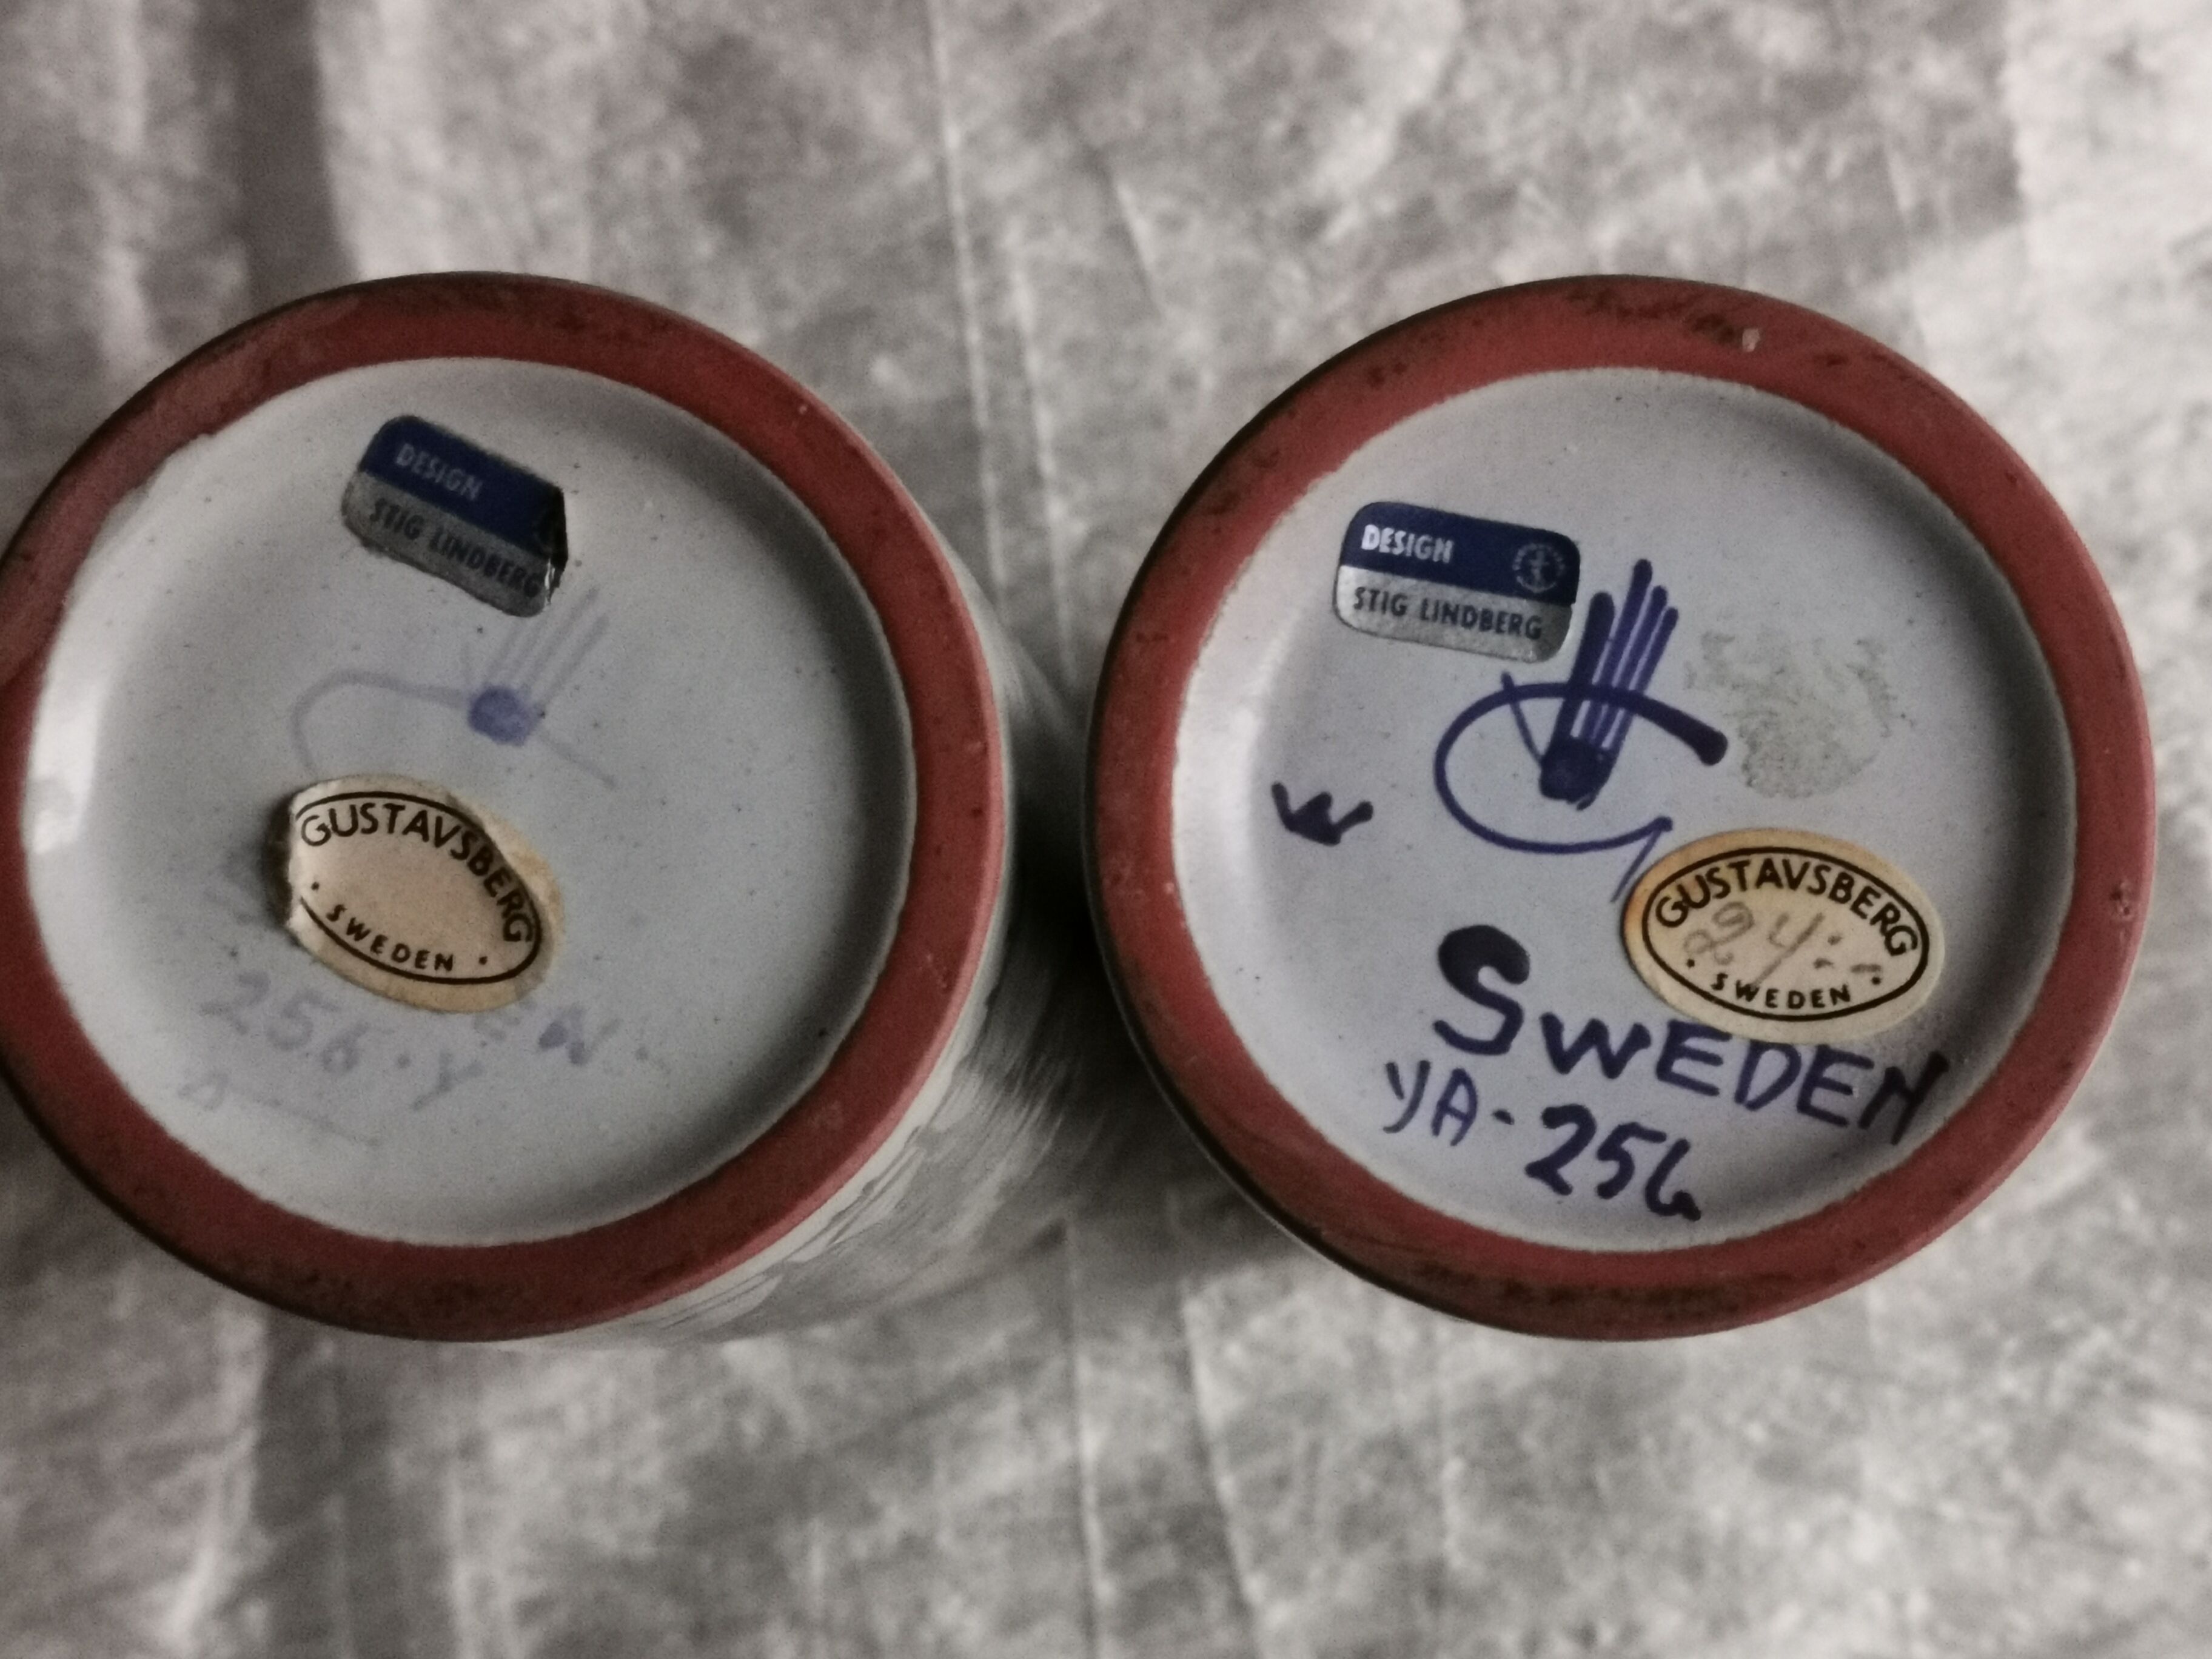 DESIGN
STIG LINDBERG
GUSTAVSBERG
· SWEDEN ·
256 · Y
DESIGN
STIG LINDBERG
GUSTAVSBERG
24:-
· SWEDEN ·
SWEDEN
YA - 256